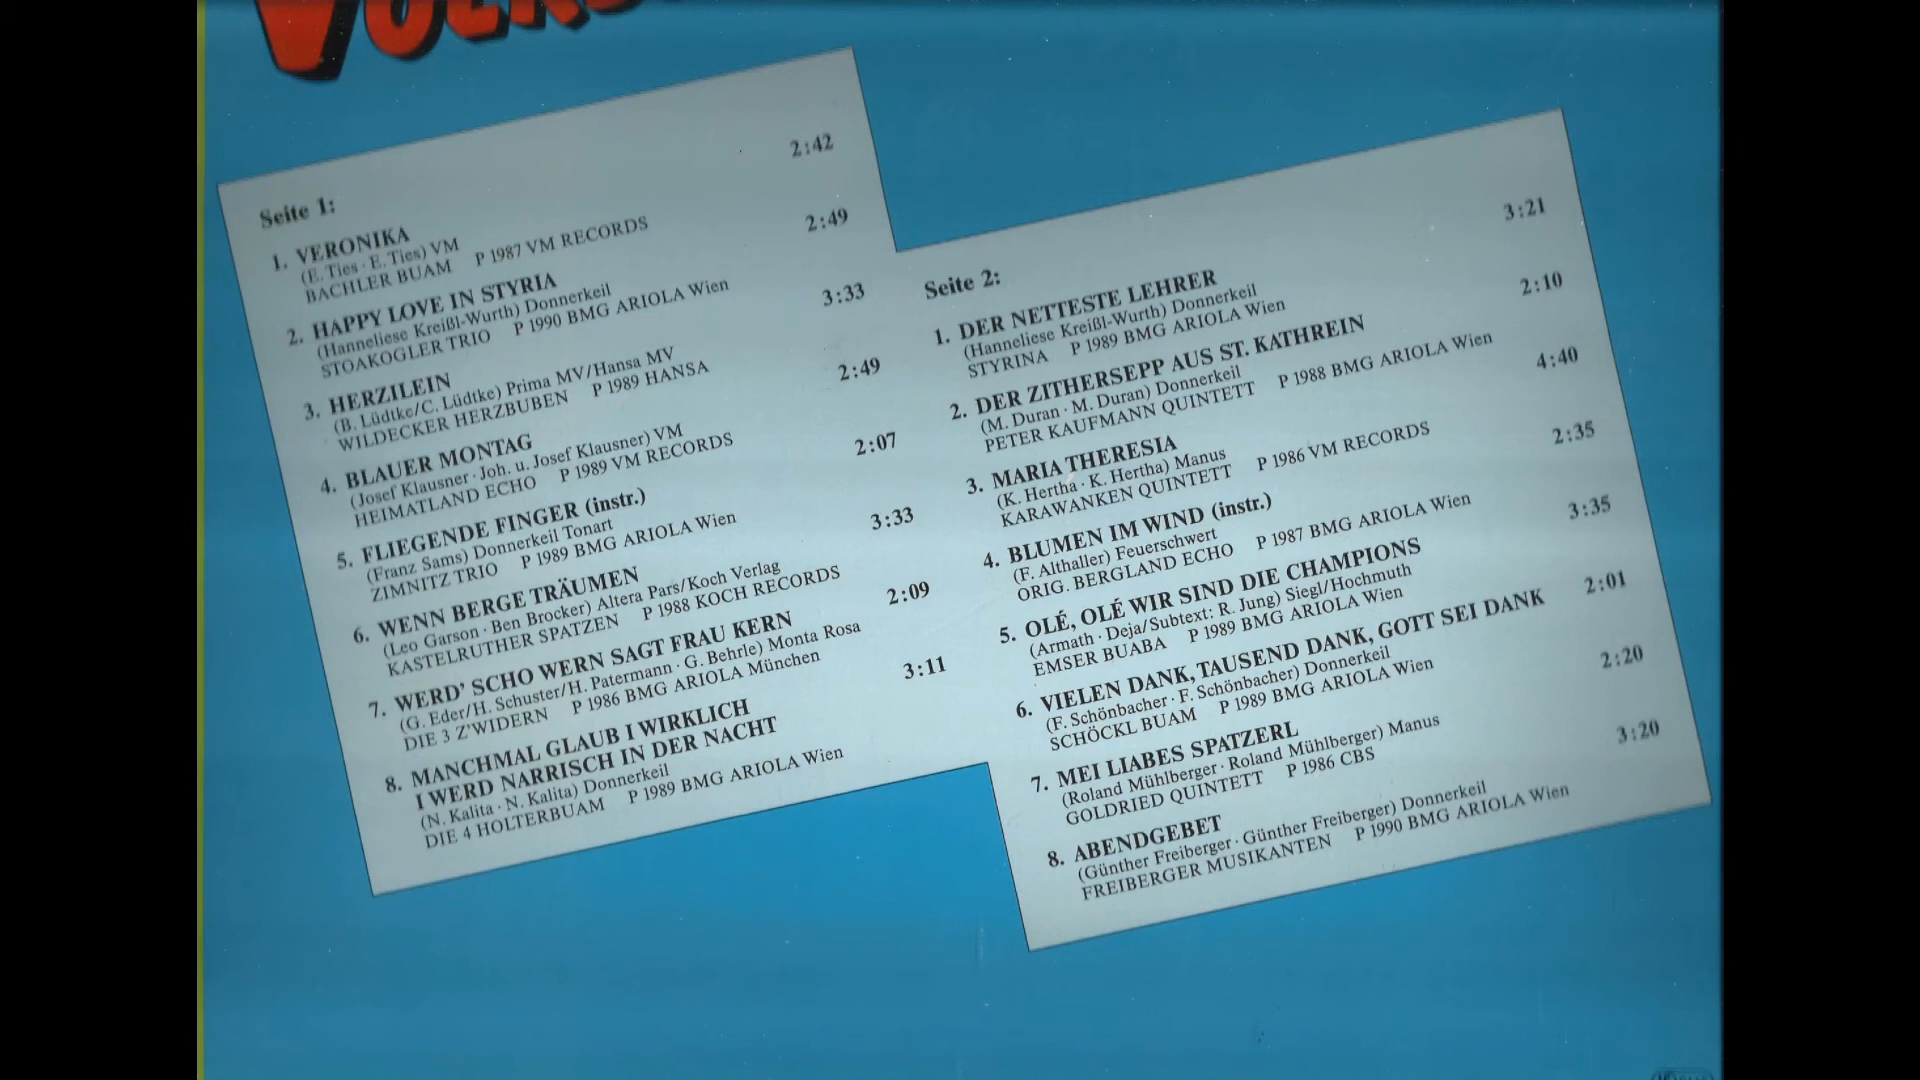 Seite 1:
1. VERONIKA 2:42
(E. Ties · E. Ties) VM
BACHLER BUAM P 1987 VM RECORDS
2. HAPPY LOVE IN STYRIA 2:49
(Hanneliese Kreißl-Wurth) Donnerkeil
STOAKOGLER TRIO P 1990 BMG ARIOLA Wien
3. HERZILEIN 3:33
(B. Lüdtke/C. Lüdtke) Prima MV/Hansa MV
WILDECKER HERZBUBEN P 1989 HANSA
4. BLAUER MONTAG 2:49
(Josef Klausner · Joh. u. Josef Klausner) VM
HEIMATLAND ECHO P 1989 VM RECORDS
5. FLIEGENDE FINGER (instr.) 2:07
(Franz Sams) Donnerkeil Tonart
ZIMNITZ TRIO P 1989 BMG ARIOLA Wien
6. WENN BERGE TRÄUMEN 3:33
(Leo Garson · Ben Brocker) Altera Pars/Koch Verlag
KASTELRUTHER SPATZEN P 1988 KOCH RECORDS
7. WERD' SCHO WERN SAGT FRAU KERN 2:09
(G. Eder/H. Schuster/H. Patermann · G. Behrle) Monta Rosa
DIE 3 Z'WIDERN P 1986 BMG ARIOLA München
8. MANCHMAL GLAUB I WIRKLICH 3:11
I WERD NARRISCH IN DER NACHT
(N. Kalita · N. Kalita) Donnerkeil
DIE 4 HOLTERBUAM P 1989 BMG ARIOLA Wien
Seite 2:
1. DER NETTESTE LEHRER 3:21
(Hanneliese Kreißl-Wurth) Donnerkeil
STYRINA P 1989 BMG ARIOLA Wien
2. DER ZITHERSEPP AUS ST. KATHREIN 2:10
(M. Duran · M. Duran) Donnerkeil
PETER KAUFMANN QUINTETT P 1988 BMG ARIOLA Wien
3. MARIA THERESIA 4:40
(K. Hertha · K. Hertha) Manus
KARAWANKEN QUINTETT P 1986 VM RECORDS
4. BLUMEN IM WIND (instr.) 2:35
(F. Althaller) Feuerschwert
ORIG. BERGLAND ECHO P 1987 BMG ARIOLA Wien
5. OLÉ, OLÉ WIR SIND DIE CHAMPIONS 3:35
(Armath · Deja/Subtext: R. Jung) Siegl/Hochmuth
EMSER BUABA P 1989 BMG ARIOLA Wien
6. VIELEN DANK, TAUSEND DANK, GOTT SEI DANK 2:01
(F. Schönbacher · F. Schönbacher) Donnerkeil
SCHÖCKL BUAM P 1989 BMG ARIOLA Wien
7. MEI LIABES SPATZERL 2:20
(Roland Mühlberger · Roland Mühlberger) Manus
GOLDRIED QUINTETT P 1986 CBS
8. ABENDGEBET 3:20
(Günther Freiberger · Günther Freiberger) Donnerkeil
FREIBERGER MUSIKANTEN P 1990 BMG ARIOLA Wien